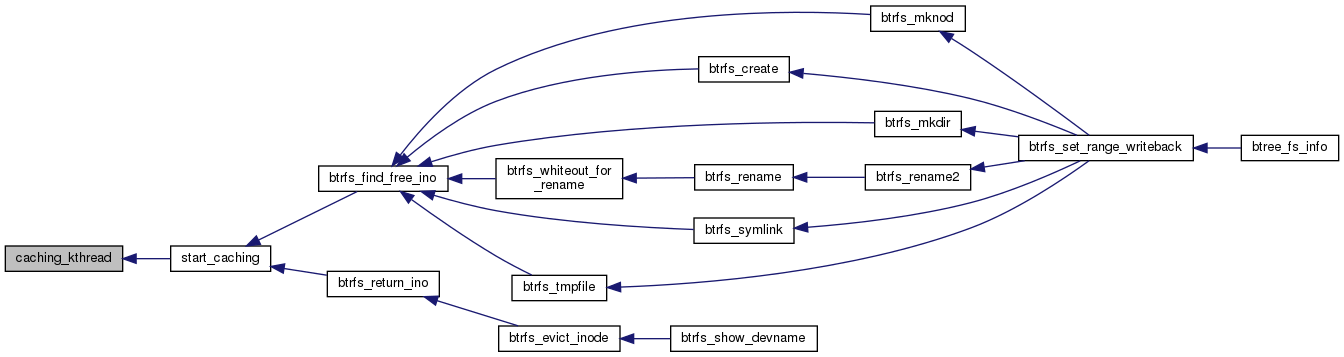 btrfs_mknod
btrfs_create
btrfs_mkdir
btrfs_set_range_writeback
btree_fs_info
btrfs_find_free_ino
btrfs_whiteout_for
_rename
btrfs_rename
btrfs_rename2
btrfs_symlink
caching_kthread
start_caching
btrfs_return_ino
btrfs_tmpfile
btrfs_evict_inode
btrfs_show_devname